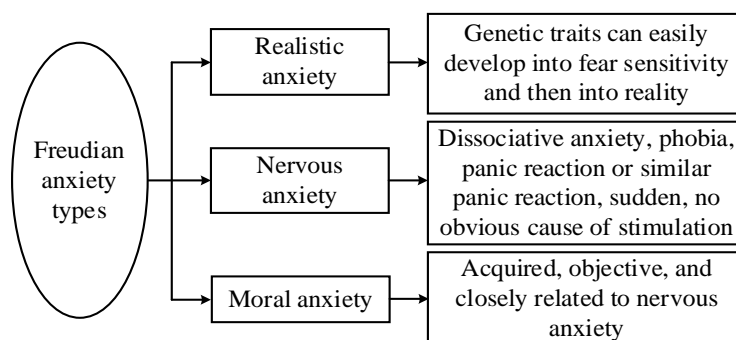 Freudian
anxiety
types
Realistic
anxiety
Genetic traits can easily
develop into fear sensitivity
and then into reality
Nervous
anxiety
Dissociative anxiety, phobia,
panic reaction or similar
panic reaction, sudden, no
obvious cause of stimulation
Moral anxiety
Acquired, objective, and
closely related to nervous
anxiety